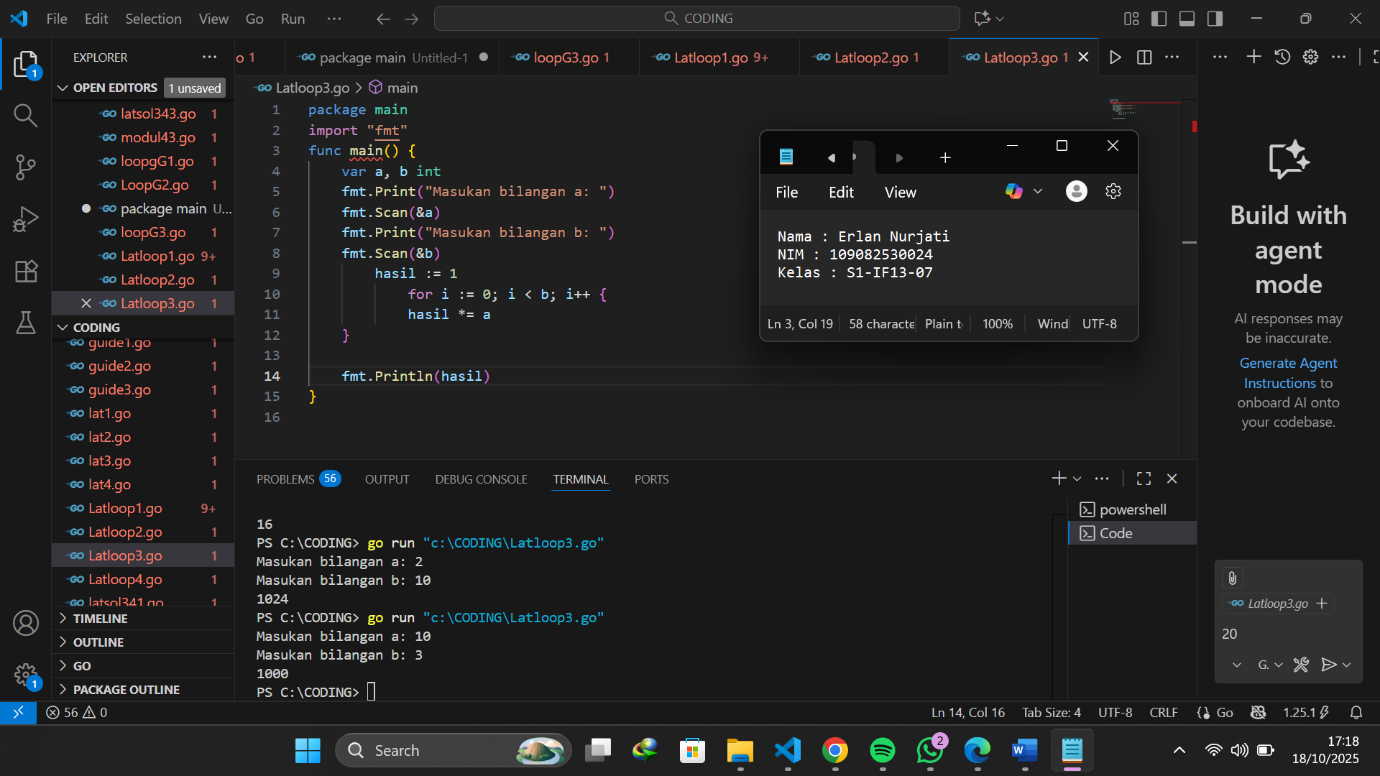 File Edit Selection View Go Run ··· CODING
EXPLORER ···
OPEN EDITORS 1 unsaved
latsol343.go 1
modul43.go 1
loopgG1.go 1
LoopG2.go 1
package main U...
loopG3.go 1
Latloop1.go 9+
Latloop2.go 1
Latloop3.go 1
CODING
guide1.go 1
guide2.go 1
guide3.go 1
lat1.go 1
lat2.go 1
lat3.go 1
lat4.go 1
Latloop1.go 9+
Latloop2.go 1
Latloop3.go 1
Latloop4.go 1
latsol341.go 1
TIMELINE
OUTLINE
GO
PACKAGE OUTLINE
1
1
o 1 package main Untitled-1 loopG3.go 1 Latloop1.go 9+ Latloop2.go 1 Latloop3.go 1
Latloop3.go > main
1 package main
2 import "fmt"
3 func main() {
4 var a, b int
5 fmt.Print("Masukan bilangan a: ")
6 fmt.Scan(&a)
7 fmt.Print("Masukan bilangan b: ")
8 fmt.Scan(&b)
9 hasil := 1
10 for i := 0; i < b; i++ {
11 hasil *= a
12 }
13
14 fmt.Println(hasil)
15 }
16
File Edit View
Nama : Erlan Nurjati
NIM : 109082530024
Kelas : S1-IF13-07
Ln 3, Col 19 58 characte Plain t 100% Wind UTF-8
PROBLEMS 56 OUTPUT DEBUG CONSOLE TERMINAL PORTS
16
PS C:\CODING> go run "c:\CODING\Latloop3.go"
Masukan bilangan a: 2
Masukan bilangan b: 10
1024
PS C:\CODING> go run "c:\CODING\Latloop3.go"
Masukan bilangan a: 10
Masukan bilangan b: 3
1000
PS C:\CODING>
powershell
Code
Build with
agent
mode
AI responses may
be inaccurate.
Generate Agent
Instructions to
onboard AI onto
your codebase.
Latloop3.go
20
G.
56 0 Ln 14, Col 16 Tab Size: 4 UTF-8 CRLF Go 1.25.1
Search
2
17:18
18/10/2025